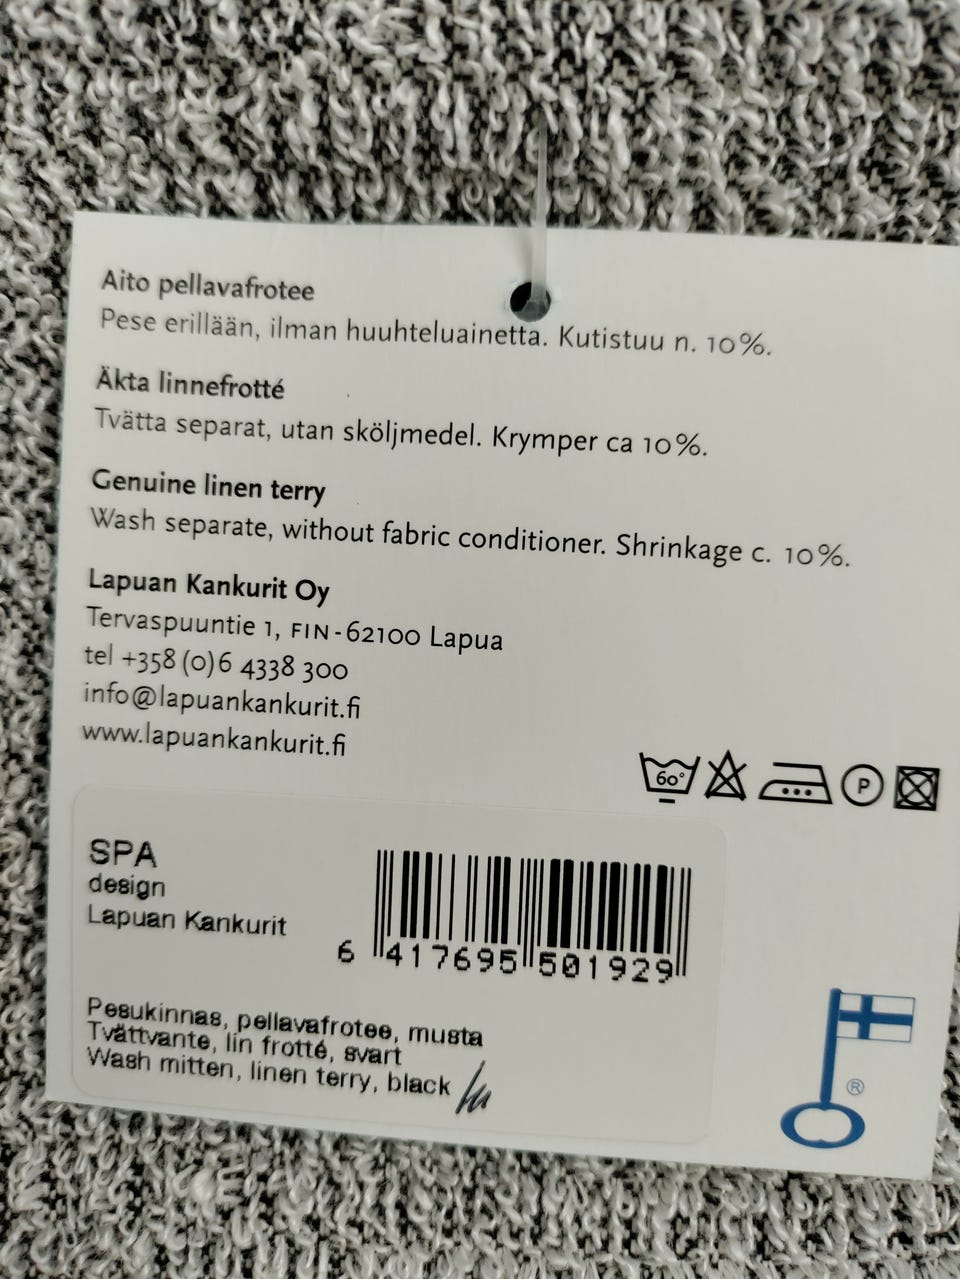 Aito pellavafrotee
Pese erillään, ilman huuhteluainetta. Kutistuu n. 10%.
Äkta linnefrotté
Tvätta separat, utan sköljmedel. Krymper ca 10%.
Genuine linen terry
Wash separate, without fabric conditioner. Shrinkage c. 10%.
Lapuan Kankurit Oy
Tervaspuuntie 1, FIN-62100 Lapua
tel +358 (0)6 4338 300
info@lapuankankurit.fi
www.lapuankankurit.fi
60° P
SPA
design
Lapuan Kankurit
6 417695 501929
Pesukinnas, pellavafrotee, musta
Tvättvante, lin frotté, svart
Wash mitten, linen terry, black
®